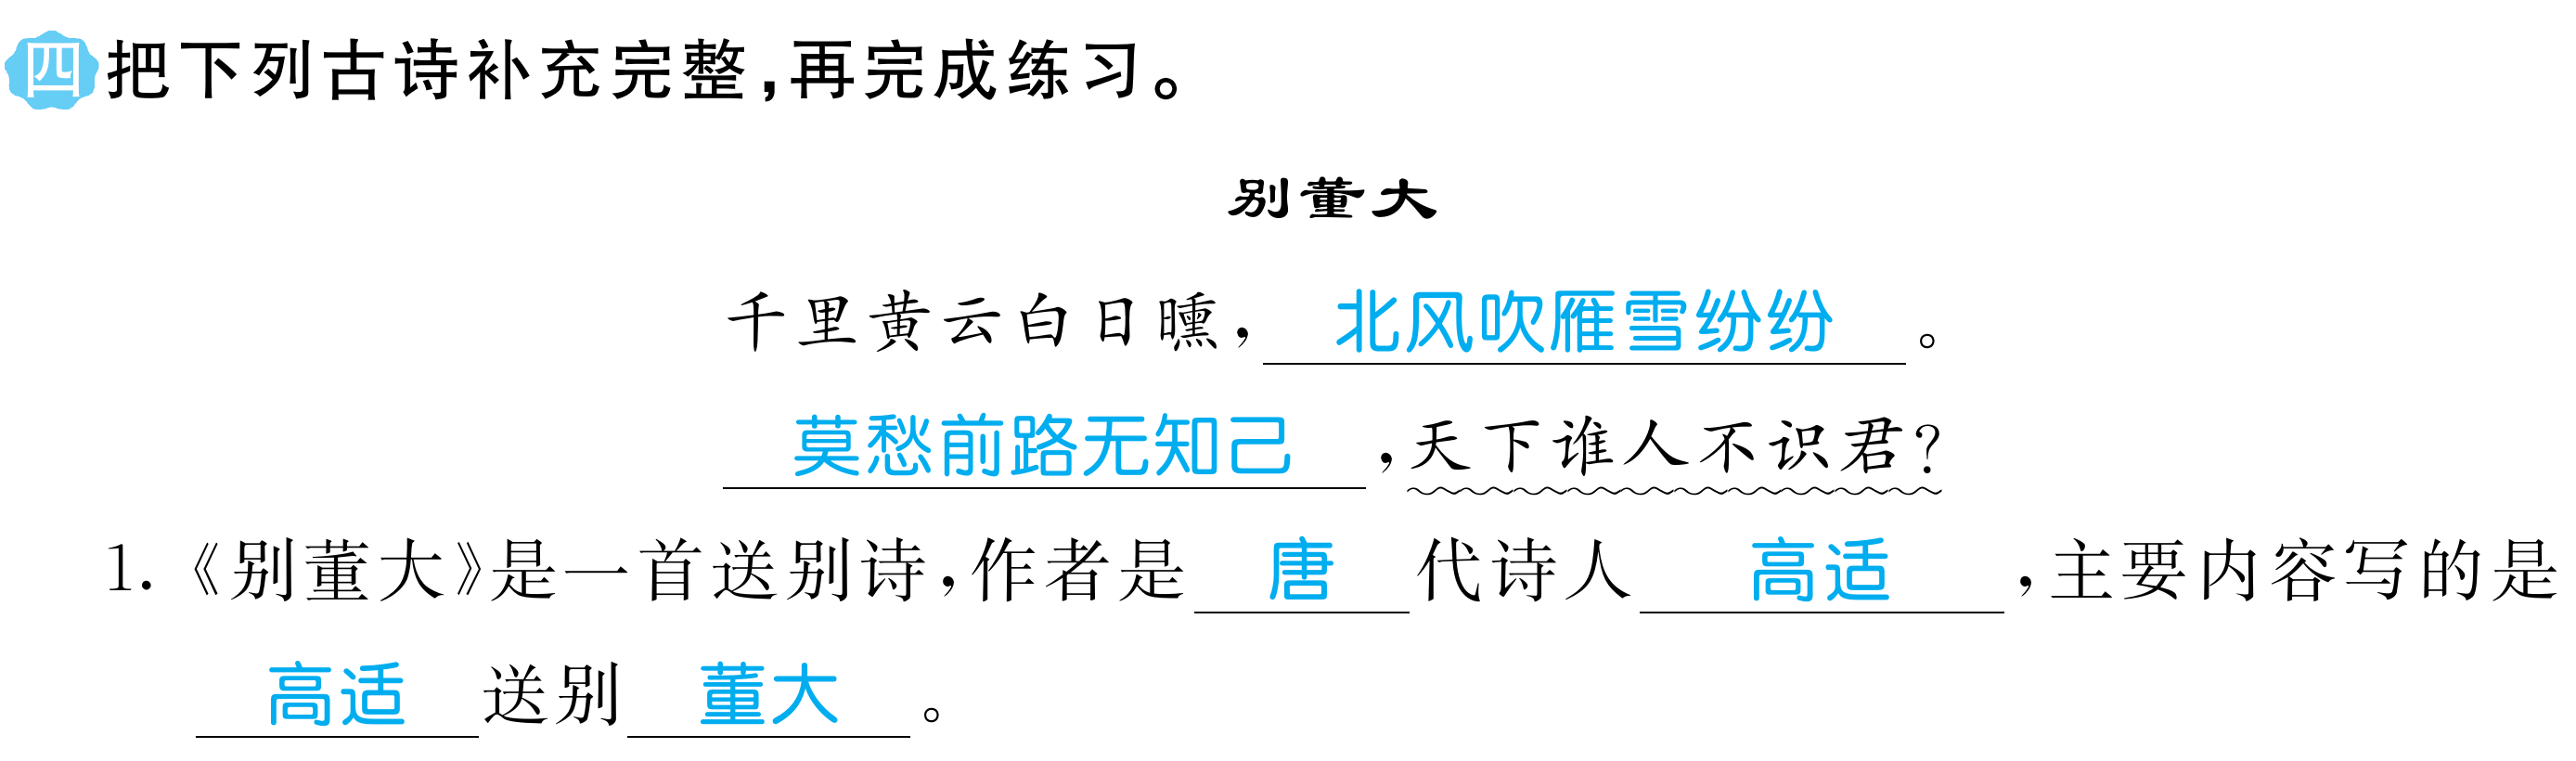 四 把下列古诗补充完整,再完成练习。
别董大
千里黄云白日曛,北风吹雁雪纷纷。
莫愁前路无知己,天下谁人不识君?
1.《别董大》是一首送别诗,作者是 唐 代诗人 高适,主要内容写的是
高适 送别 董大。